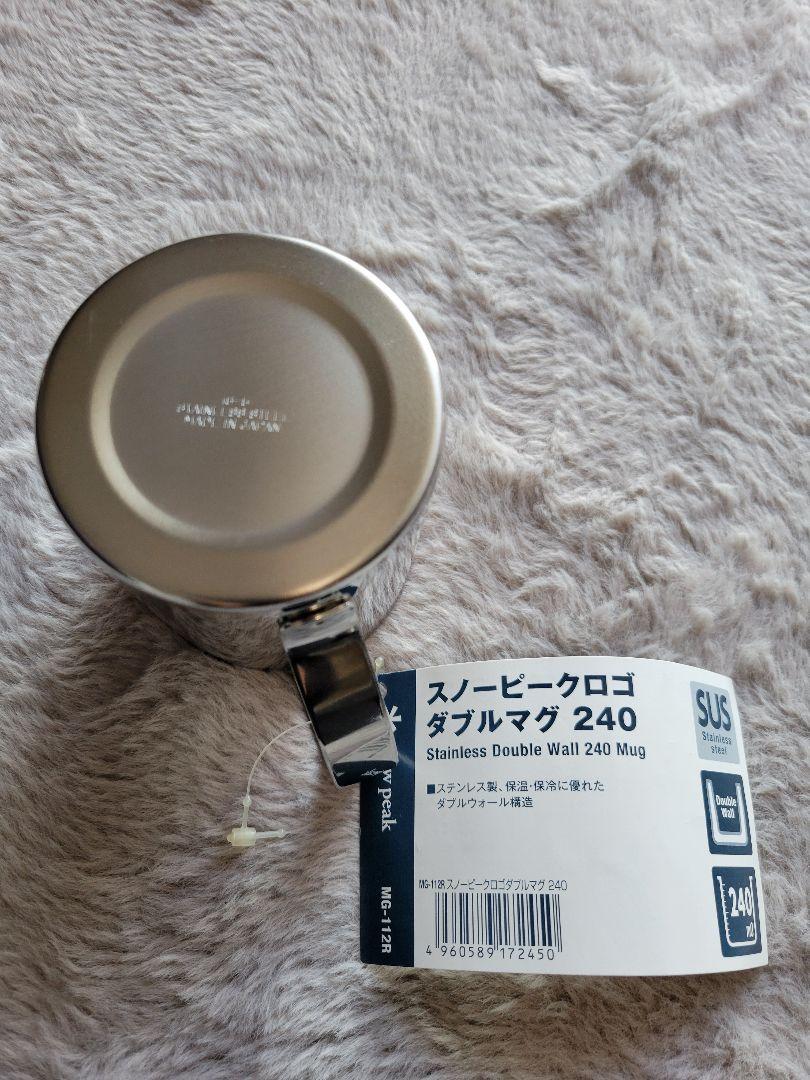 MADE IN JAPAN
スノーピークロゴ
ダブルマグ 240
Stainless Double Wall 240 Mug
■ステンレス製、保温・保冷に優れた
ダブルウォール構造
SUS
Stainless
steel
Double
Wall
240
w peak
MG-112R
MG-112R スノーピークロゴダブルマグ 240
4 960589 172450